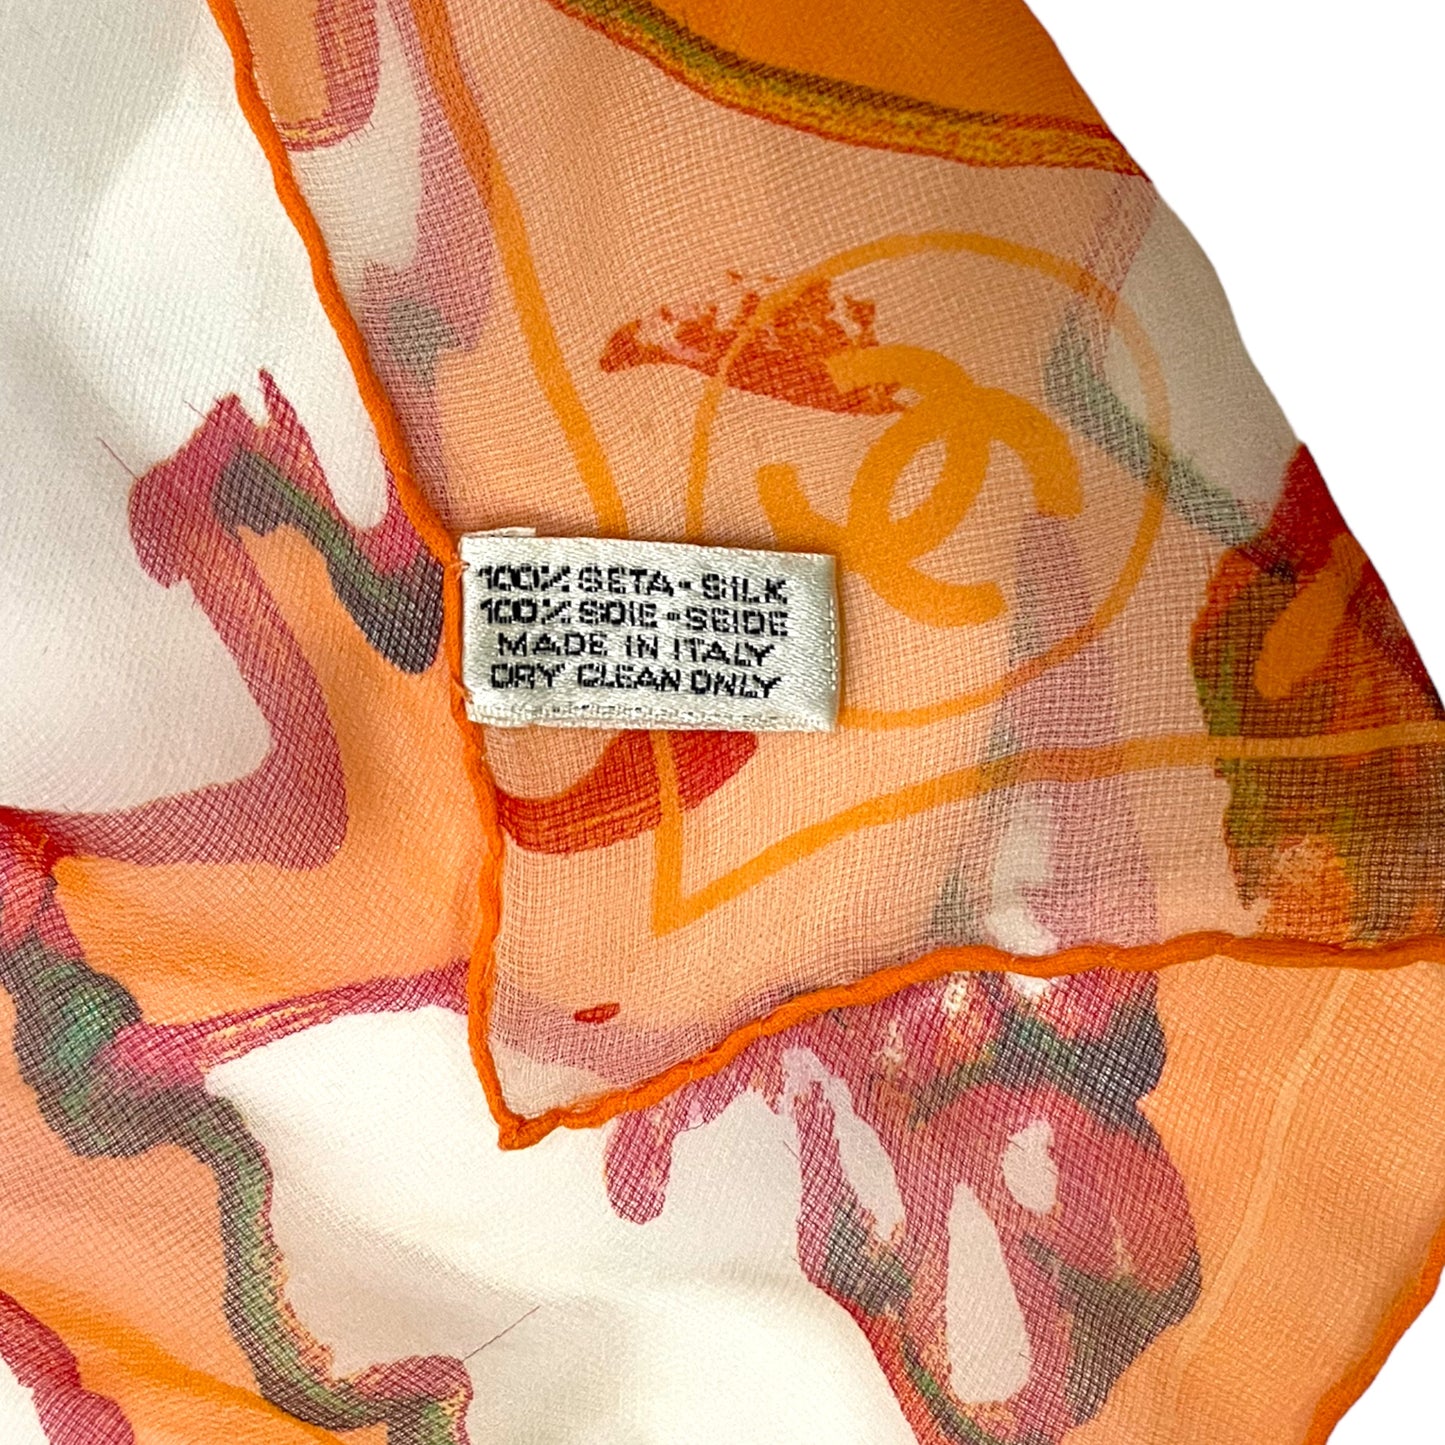 100% SETA - SILK
100% SOIE - SEIDE
MADE IN ITALY
DRY CLEAN ONLY